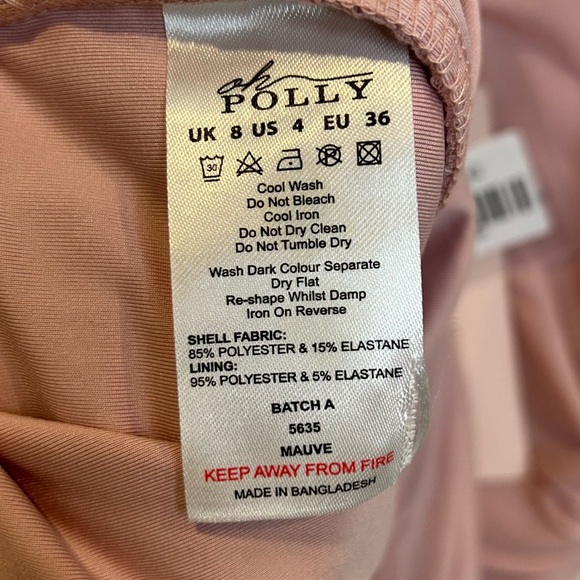 oh
POLLY
UK 8 US 4 EU 36
30
Cool Wash
Do Not Bleach
Cool Iron
Do Not Dry Clean
Do Not Tumble Dry
Wash Dark Colour Separate
Dry Flat
Re-shape Whilst Damp
Iron On Reverse
SHELL FABRIC:
85% POLYESTER & 15% ELASTANE
LINING:
95% POLYESTER & 5% ELASTANE
BATCH A
5635
MAUVE
KEEP AWAY FROM FIRE
MADE IN BANGLADESH